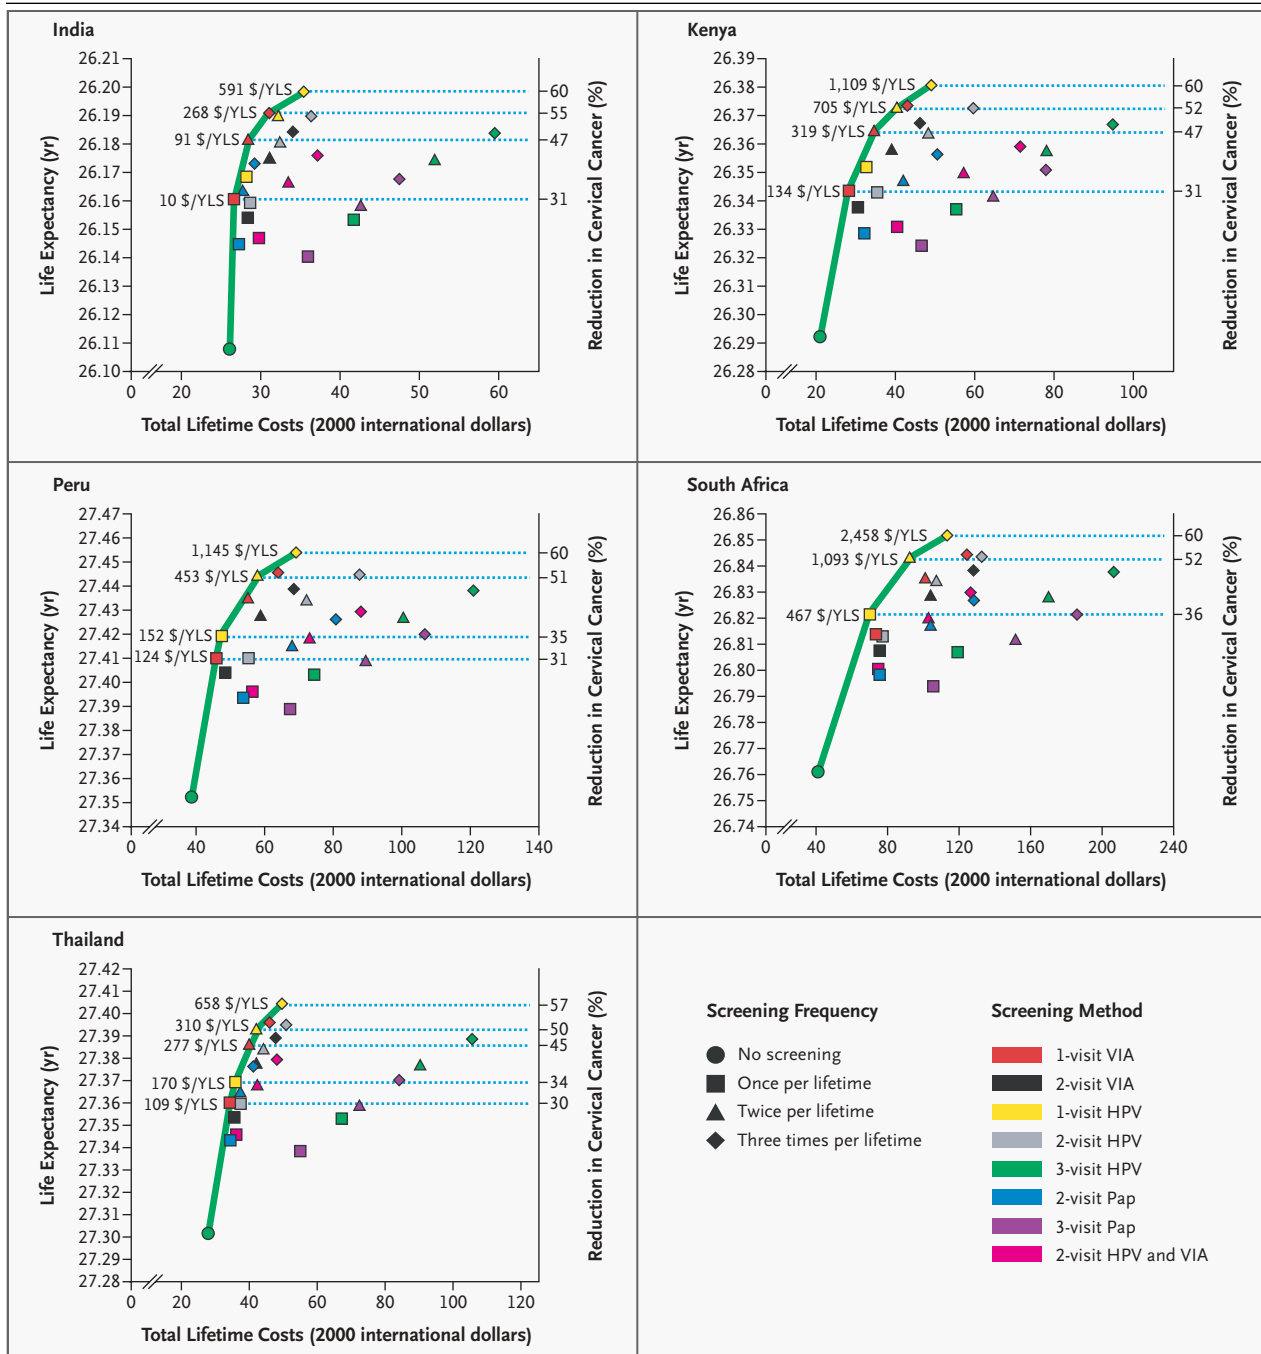 India
26.21
26.20
26.19
26.18
26.17
26.16
26.15
26.14
26.13
26.12
26.11
26.10
Life Expectancy (yr)
591 $/YLS
268 $/YLS
91 $/YLS
10 $/YLS
60
55
47
31
Reduction in Cervical Cancer (%)
0 20 30 40 50 60
Total Lifetime Costs (2000 international dollars)
Kenya
26.39
26.38
26.37
26.36
26.35
26.34
26.33
26.32
26.31
26.30
26.29
26.28
Life Expectancy (yr)
1,109 $/YLS
705 $/YLS
319 $/YLS
134 $/YLS
60
52
47
31
Reduction in Cervical Cancer (%)
0 20 40 60 80 100
Total Lifetime Costs (2000 international dollars)
Peru
27.47
27.46
27.45
27.44
27.43
27.42
27.41
27.40
27.39
27.38
27.37
27.36
27.35
27.34
Life Expectancy (yr)
1,145 $/YLS
453 $/YLS
152 $/YLS
124 $/YLS
60
51
35
31
Reduction in Cervical Cancer (%)
0 40 60 80 100 120 140
Total Lifetime Costs (2000 international dollars)
South Africa
26.86
26.85
26.84
26.83
26.82
26.81
26.80
26.79
26.78
26.77
26.76
26.75
26.74
Life Expectancy (yr)
2,458 $/YLS
1,093 $/YLS
467 $/YLS
60
52
36
Reduction in Cervical Cancer (%)
0 40 80 120 160 200 240
Total Lifetime Costs (2000 international dollars)
Thailand
27.42
27.41
27.40
27.39
27.38
27.37
27.36
27.35
27.34
27.33
27.32
27.31
27.30
27.29
27.28
Life Expectancy (yr)
658 $/YLS
310 $/YLS
277 $/YLS
170 $/YLS
109 $/YLS
57
50
45
34
30
Reduction in Cervical Cancer (%)
0 20 40 60 80 100 120
Total Lifetime Costs (2000 international dollars)
Screening Frequency
No screening
Once per lifetime
Twice per lifetime
Three times per lifetime
Screening Method
1-visit VIA
2-visit VIA
1-visit HPV
2-visit HPV
3-visit HPV
2-visit Pap
3-visit Pap
2-visit HPV and VIA